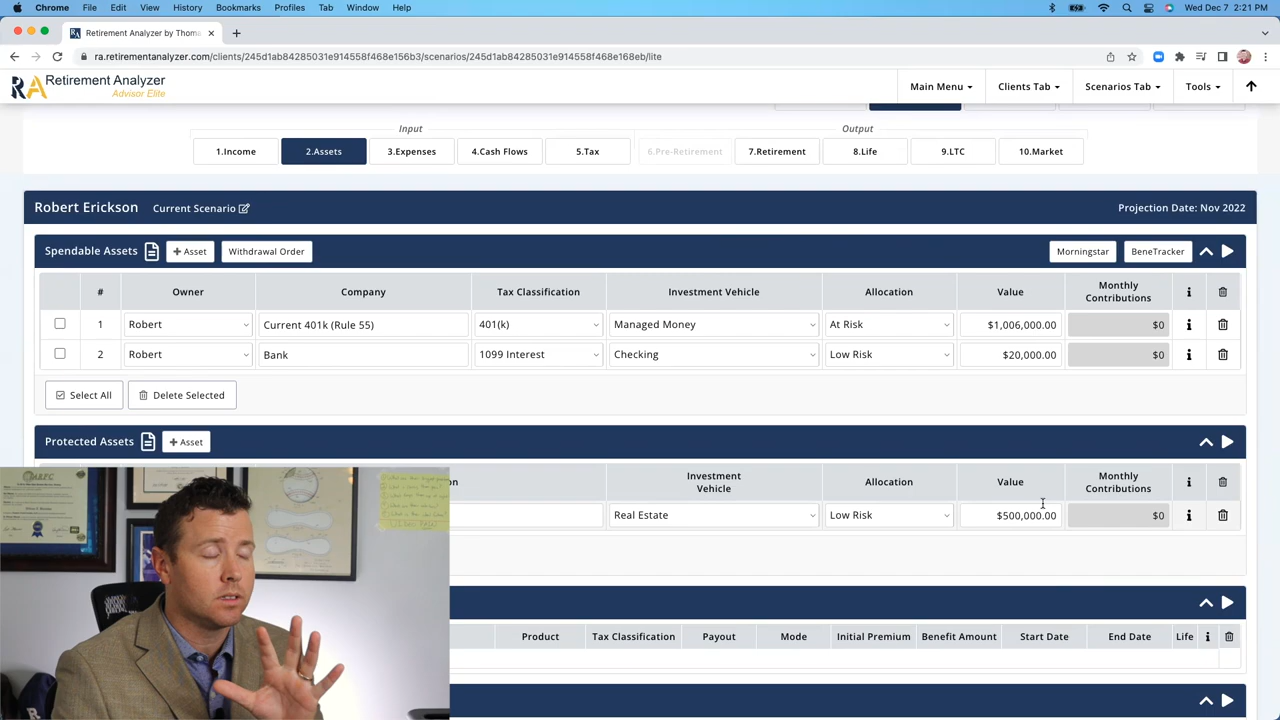 Chrome File Edit View History Bookmarks Profiles Tab Window Help Wed Dec 7 2:21 PM
Retirement Analyzer by Thoma
ra.retirementanalyzer.com/clients/245d1ab84285031e914558f46e156b3/scenarios/245d1ab84285031e914558f46e168eb/lite
RA Retirement Analyzer Main Menu Clients Tab Scenarios Tab Tools
Advisor Elite
Input Output
1.Income 2.Assets 3.Expenses 4.Cash Flows 5.Tax 6.Pre-Retirement 7.Retirement 8.Life 9.LTC 10.Market
Robert Erickson Current Scenario Projection Date: Nov 2022
Spendable Assets + Asset Withdrawal Order Morningstar BeneTracker
# Owner Company Tax Classification Investment Vehicle Allocation Value Monthly Contributions
1 Robert Current 401k (Rule 55) 401(k) Managed Money At Risk $1,006,000.00 $0
2 Robert Bank 1099 Interest Checking Low Risk $20,000.00 $0
Select All Delete Selected
Protected Assets + Asset
on Investment Vehicle Allocation Value Monthly Contributions
Real Estate Low Risk $500,000.00 $0
Product Tax Classification Payout Mode Initial Premium Benefit Amount Start Date End Date Life